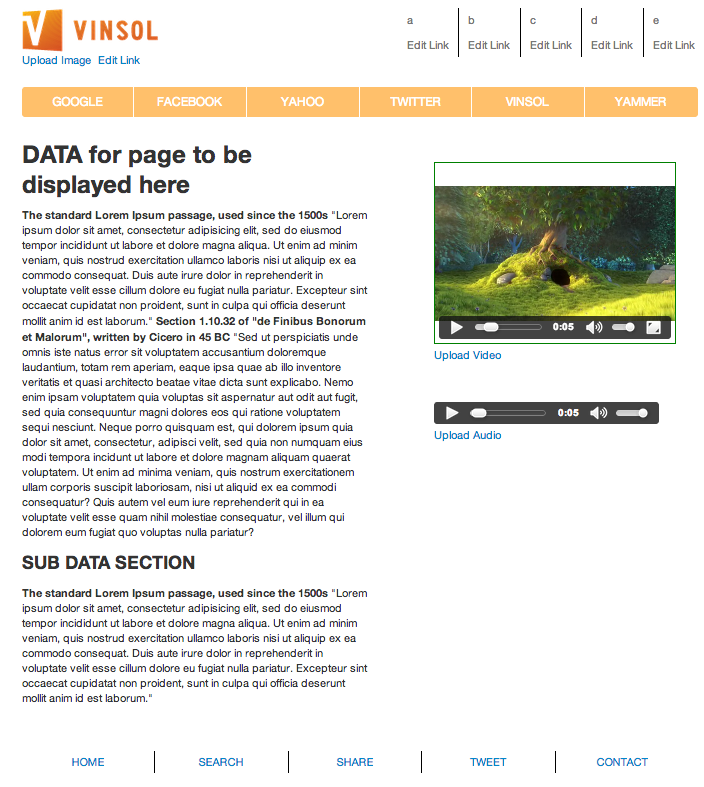 VINSOL
Upload Image Edit Link
a b c d e
Edit Link Edit Link Edit Link Edit Link Edit Link
GOOGLE FACEBOOK YAHOO TWITTER VINSOL YAMMER
DATA for page to be
displayed here
The standard Lorem Ipsum passage, used since the 1500s "Lorem
ipsum dolor sit amet, consectetur adipisicing elit, sed do eiusmod
tempor incididunt ut labore et dolore magna aliqua. Ut enim ad minim
veniam, quis nostrud exercitation ullamco laboris nisi ut aliquip ex ea
commodo consequat. Duis aute irure dolor in reprehenderit in
voluptate velit esse cillum dolore eu fugiat nulla pariatur. Excepteur sint
occaecat cupidatat non proident, sunt in culpa qui officia deserunt
mollit anim id est laborum." Section 1.10.32 of "de Finibus Bonorum
et Malorum", written by Cicero in 45 BC "Sed ut perspiciatis unde
omnis iste natus error sit voluptatem accusantium doloremque
laudantium, totam rem aperiam, eaque ipsa quae ab illo inventore
veritatis et quasi architecto beatae vitae dicta sunt explicabo. Nemo
enim ipsam voluptatem quia voluptas sit aspernatur aut odit aut fugit,
sed quia consequuntur magni dolores eos qui ratione voluptatem
sequi nesciunt. Neque porro quisquam est, qui dolorem ipsum quia
dolor sit amet, consectetur, adipisci velit, sed quia non numquam eius
modi tempora incidunt ut labore et dolore magnam aliquam quaerat
voluptatem. Ut enim ad minima veniam, quis nostrum exercitationem
ullam corporis suscipit laboriosam, nisi ut aliquid ex ea commodi
consequatur? Quis autem vel eum iure reprehenderit qui in ea
voluptate velit esse quam nihil molestiae consequatur, vel illum qui
dolorem eum fugiat quo voluptas nulla pariatur?
SUB DATA SECTION
The standard Lorem Ipsum passage, used since the 1500s "Lorem
ipsum dolor sit amet, consectetur adipisicing elit, sed do eiusmod
tempor incididunt ut labore et dolore magna aliqua. Ut enim ad minim
veniam, quis nostrud exercitation ullamco laboris nisi ut aliquip ex ea
commodo consequat. Duis aute irure dolor in reprehenderit in
voluptate velit esse cillum dolore eu fugiat nulla pariatur. Excepteur sint
occaecat cupidatat non proident, sunt in culpa qui officia deserunt
mollit anim id est laborum."
0:05
Upload Video
0:05
Upload Audio
HOME SEARCH SHARE TWEET CONTACT